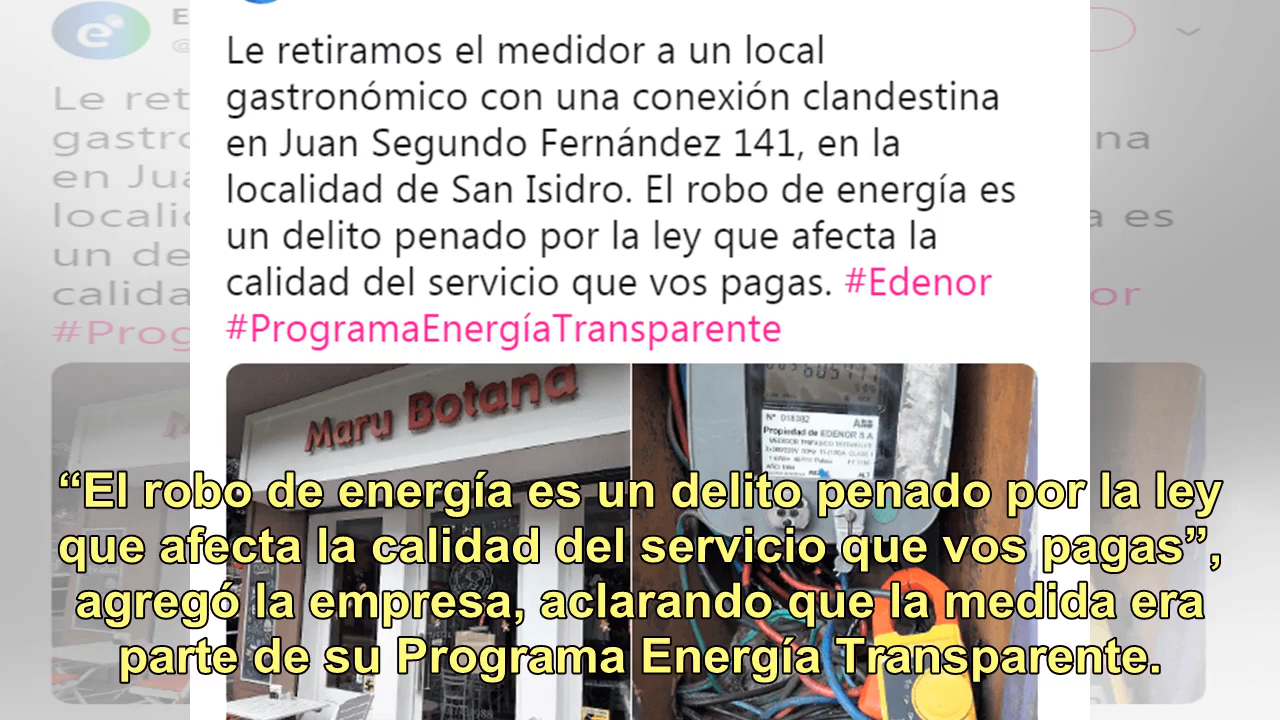 Le retiramos el medidor a un local
gastronómico con una conexión clandestina
en Juan Segundo Fernández 141, en la
localidad de San Isidro. El robo de energía es
un delito penado por la ley que afecta la
calidad del servicio que vos pagas. #Edenor
#ProgramaEnergíaTransparente
Maru Botana
Nº 018382
ABB
Propiedad de EDENOR S A
“El robo de energía es un delito penado por la ley
que afecta la calidad del servicio que vos pagas”,
agregó la empresa, aclarando que la medida era
parte de su Programa Energía Transparente.